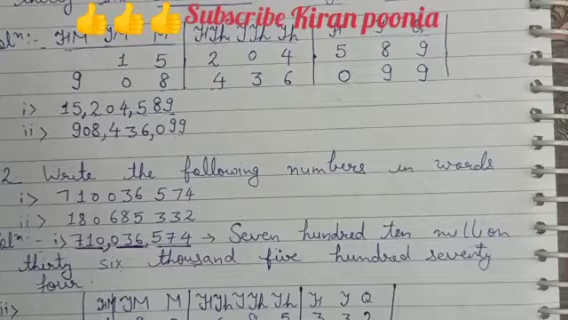 👍👍👍Subscribe Kiran poonia
Solⁿ:- HM TM M HTh TTh Th H
1 5 2 0 4 5 8 9
9 0 8 4 3 6 0 9 9
i> 15,204,589
ii> 908,436,099
2 Write the following numbers in words
i> 710 036 574
ii> 180 685 332
Solⁿ:- i> 710,036,574 → Seven hundred ten million
thirty six thousand five hundred seventy
four.
ii> HM TM M HTh TTh Th H T O